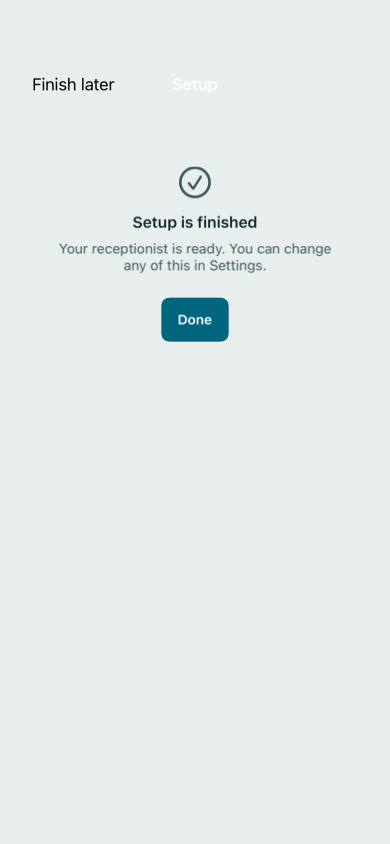 Finish later
Setup
Setup is finished
Your receptionist is ready. You can change
any of this in Settings.
Done